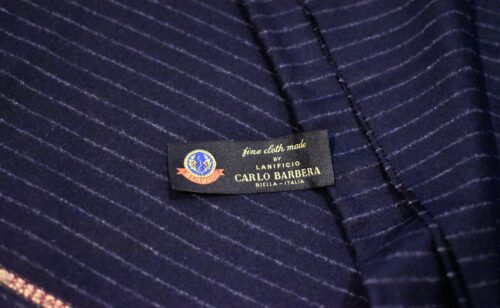 fine cloth made
BY
LANIFICIO
CARLO BARBERA
BIELLA - ITALIA